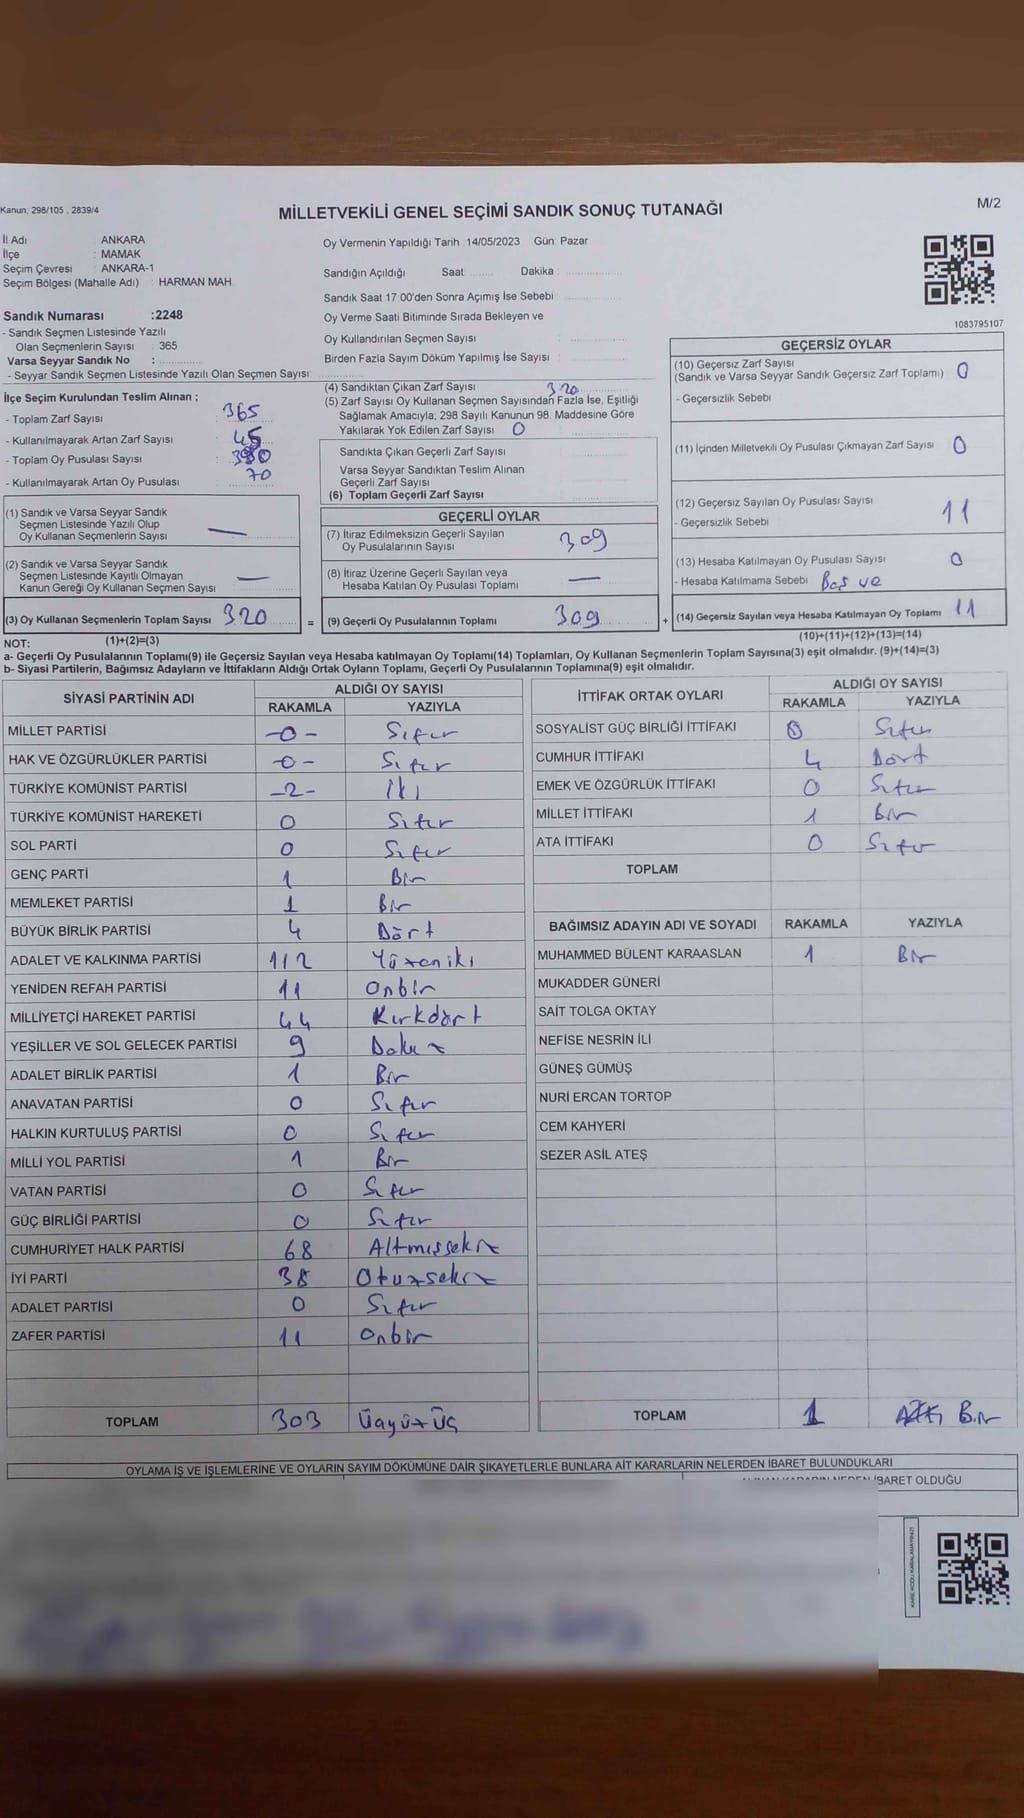 Kanun, 298/105 , 2839/4
MİLLETVEKİLİ GENEL SEÇİMİ SANDIK SONUÇ TUTANAĞI
M/2
İl Adı ANKARA
İlçe : MAMAK
Seçim Çevresi : ANKARA-1
Seçim Bölgesi (Mahalle Adı) : HARMAN MAH
Sandık Numarası :2248
- Sandık Seçmen Listesinde Yazılı
Olan Seçmenlerin Sayısı : 365
Varsa Seyyar Sandık No :
- Seyyar Sandık Seçmen Listesinde Yazılı Olan Seçmen Sayısı :
İlçe Seçim Kurulundan Teslim Alınan ;
- Toplam Zarf Sayısı : 365
- Kullanılmayarak Artan Zarf Sayısı : 45
- Toplam Oy Pusulası Sayısı :
- Kullanılmayarak Artan Oy Pusulası : 70
(1) Sandık ve Varsa Seyyar Sandık
Seçmen Listesinde Yazılı Olup
Oy Kullanan Seçmenlerin Sayısı —
(2) Sandık ve Varsa Seyyar Sandık
Seçmen Listesinde Kayıtlı Olmayan
Kanun Gereği Oy Kullanan Seçmen Sayısı —
(3) Oy Kullanan Seçmenlerin Toplam Sayısı 320 =
Oy Vermenin Yapıldığı Tarih :14/05/2023 Gün: Pazar
Sandığın Açıldığı Saat Dakika :
Sandık Saat 17 00'den Sonra Açımış İse Sebebi :
Oy Verme Saati Bitiminde Sırada Bekleyen ve
Oy Kullandırılan Seçmen Sayısı :
Birden Fazla Sayım Döküm Yapılmış İse Sayısı :
(4) Sandıktan Çıkan Zarf Sayısı : 320
(5) Zarf Sayısı Oy Kullanan Seçmen Sayısından Fazla İse, Eşitliği
Sağlamak Amacıyla; 298 Sayılı Kanunun 98. Maddesine Göre
Yakılarak Yok Edilen Zarf Sayısı : 0
Sandıkta Çıkan Geçerli Zarf Sayısı :
Varsa Seyyar Sandıktan Teslim Alınan
Geçerli Zarf Sayısı :
(6) Toplam Geçerli Zarf Sayısı :
GEÇERLİ OYLAR
(7) İtiraz Edilmeksizin Geçerli Sayılan
Oy Pusulalarının Sayısı 309
(8) İtiraz Üzerine Geçerli Sayılan veya
Hesaba Katılan Oy Pusulası Toplamı —
(9) Geçerli Oy Pusulalarının Toplamı 309 +
1083795107
GEÇERSİZ OYLAR
(10) Geçersiz Zarf Sayısı
(Sandık ve Varsa Seyyar Sandık Geçersiz Zarf Toplamı) 0
- Geçersizlik Sebebi
(11) İçinden Milletvekili Oy Pusulası Çıkmayan Zarf Sayısı 0
(12) Geçersiz Sayılan Oy Pusulası Sayısı 11
- Geçersizlik Sebebi
(13) Hesaba Katılmayan Oy Pusulası Sayısı 0
- Hesaba Katılmama Sebebi Boş ve
(14) Geçersiz Sayılan veya Hesaba Katılmayan Oy Toplamı 11
NOT: (1)+(2)=(3) (10)+(11)+(12)+(13)=(14)
a- Geçerli Oy Pusulalarının Toplamı(9) ile Geçersiz Sayılan veya Hesaba katılmayan Oy Toplamı(14) Toplamları, Oy Kullanan Seçmenlerin Toplam Sayısına(3) eşit olmalıdır. (9)+(14)=(3)
b- Siyasi Partilerin, Bağımsız Adayların ve İttifakların Aldığı Ortak Oyların Toplamı, Geçerli Oy Pusulalarının Toplamına(9) eşit olmalıdır.
SİYASİ PARTİNİN ADI ALDIĞI OY SAYISI
RAKAMLA YAZIYLA
MİLLET PARTİSİ -0- Sıfır
HAK VE ÖZGÜRLÜKLER PARTİSİ -0- Sıfır
TÜRKİYE KOMÜNİST PARTİSİ -2- İki
TÜRKİYE KOMÜNİST HAREKETİ 0 Sıfır
SOL PARTİ 0 Sıfır
GENÇ PARTİ 1 Bir
MEMLEKET PARTİSİ 1 Bir
BÜYÜK BİRLİK PARTİSİ 4 Dört
ADALET VE KALKINMA PARTİSİ 112 Yüzoniki
YENİDEN REFAH PARTİSİ 11 Onbir
MİLLİYETÇİ HAREKET PARTİSİ 44 Kırkdört
YEŞİLLER VE SOL GELECEK PARTİSİ 9 Dokuz
ADALET BİRLİK PARTİSİ 1 Bir
ANAVATAN PARTİSİ 0 Sıfır
HALKIN KURTULUŞ PARTİSİ 0 Sıfır
MİLLİ YOL PARTİSİ 1 Bir
VATAN PARTİSİ 0 Sıfır
GÜÇ BİRLİĞİ PARTİSİ 0 Sıfır
CUMHURİYET HALK PARTİSİ 68 Altmışsekiz
İYİ PARTİ 38 Otuzsekiz
ADALET PARTİSİ 0 Sıfır
ZAFER PARTİSİ 11 Onbir
TOPLAM 303 Üçyüzüç
İTTİFAK ORTAK OYLARI ALDIĞI OY SAYISI
RAKAMLA YAZIYLA
SOSYALİST GÜÇ BİRLİĞİ İTTİFAKI 0 Sıfır
CUMHUR İTTİFAKI 4 Dört
EMEK VE ÖZGÜRLÜK İTTİFAKI 0 Sıfır
MİLLET İTTİFAKI 1 Bir
ATA İTTİFAKI 0 Sıfır
TOPLAM
BAĞIMSIZ ADAYIN ADI VE SOYADI RAKAMLA YAZIYLA
MUHAMMED BÜLENT KARAASLAN 1 Bir
MUKADDER GÜNERİ
SAİT TOLGA OKTAY
NEFİSE NESRİN İLİ
GÜNEŞ GÜMÜŞ
NURİ ERCAN TORTOP
CEM KAHYERİ
SEZER ASİL ATEŞ
TOPLAM 1 Bir
OYLAMA İŞ VE İŞLEMLERİNE VE OYLARIN SAYIM DÖKÜMÜNE DAİR ŞİKAYETLERLE BUNLARA AİT KARARLARIN NELERDEN İBARET BULUNDUKLARI
ALINAN KARARIN NEDEN İBARET OLDUĞU
KARE KODU KARALAMAYINIZ!